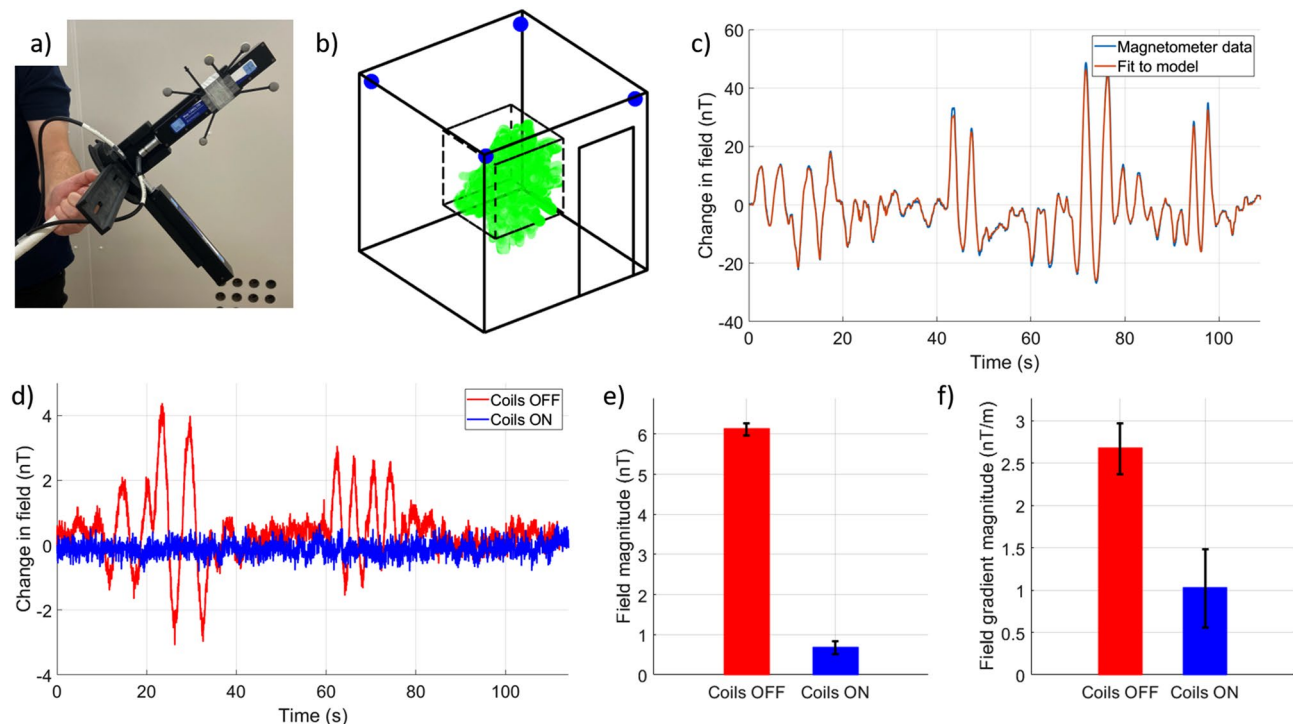 a)
b)
c)
60
40
20
0
-20
-40
Change in field (nT)
Magnetometer data
Fit to model
0
20
40
60
80
100
Time (s)
d)
4
2
0
-2
-4
Change in field (nT)
Coils OFF
Coils ON
0
20
40
60
80
100
Time (s)
e)
6
5
4
3
2
1
0
Field magnitude (nT)
Coils OFF
Coils ON
f)
3
2.5
2
1.5
1
0.5
0
Field gradient magnitude (nT/m)
Coils OFF
Coils ON